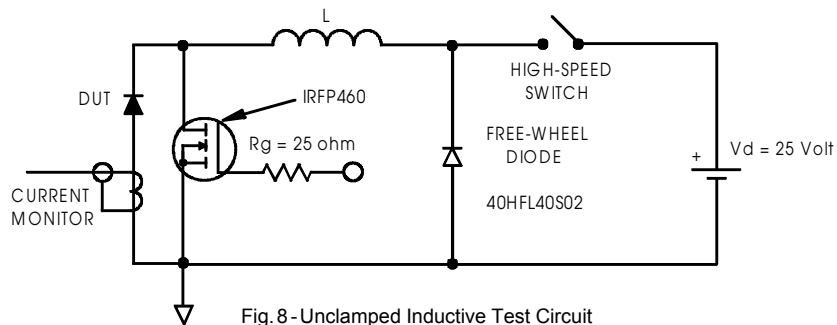 L
HIGH-SPEED
SWITCH
DUT
IRFP460
Rg = 25 ohm
FREE-WHEEL
DIODE
+
Vd = 25 Volt
40HFL40S02
CURRENT
MONITOR
Fig. 8 - Unclamped Inductive Test Circuit